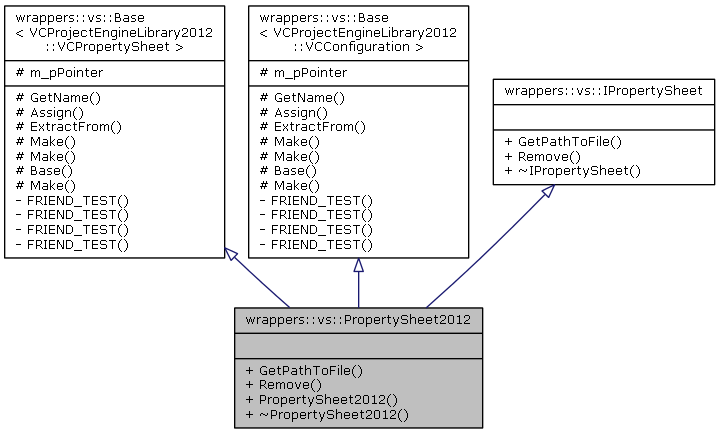 wrappers::vs::Base
< VCProjectEngineLibrary2012
::VCPropertySheet >
# m_pPointer
# GetName()
# Assign()
# ExtractFrom()
# Make()
# Make()
# Base()
# Make()
- FRIEND_TEST()
- FRIEND_TEST()
- FRIEND_TEST()
- FRIEND_TEST()
wrappers::vs::Base
< VCProjectEngineLibrary2012
::VCConfiguration >
# m_pPointer
# GetName()
# Assign()
# ExtractFrom()
# Make()
# Make()
# Base()
# Make()
- FRIEND_TEST()
- FRIEND_TEST()
- FRIEND_TEST()
- FRIEND_TEST()
wrappers::vs::IPropertySheet
+ GetPathToFile()
+ Remove()
+ ~IPropertySheet()
wrappers::vs::PropertySheet2012
+ GetPathToFile()
+ Remove()
+ PropertySheet2012()
+ ~PropertySheet2012()